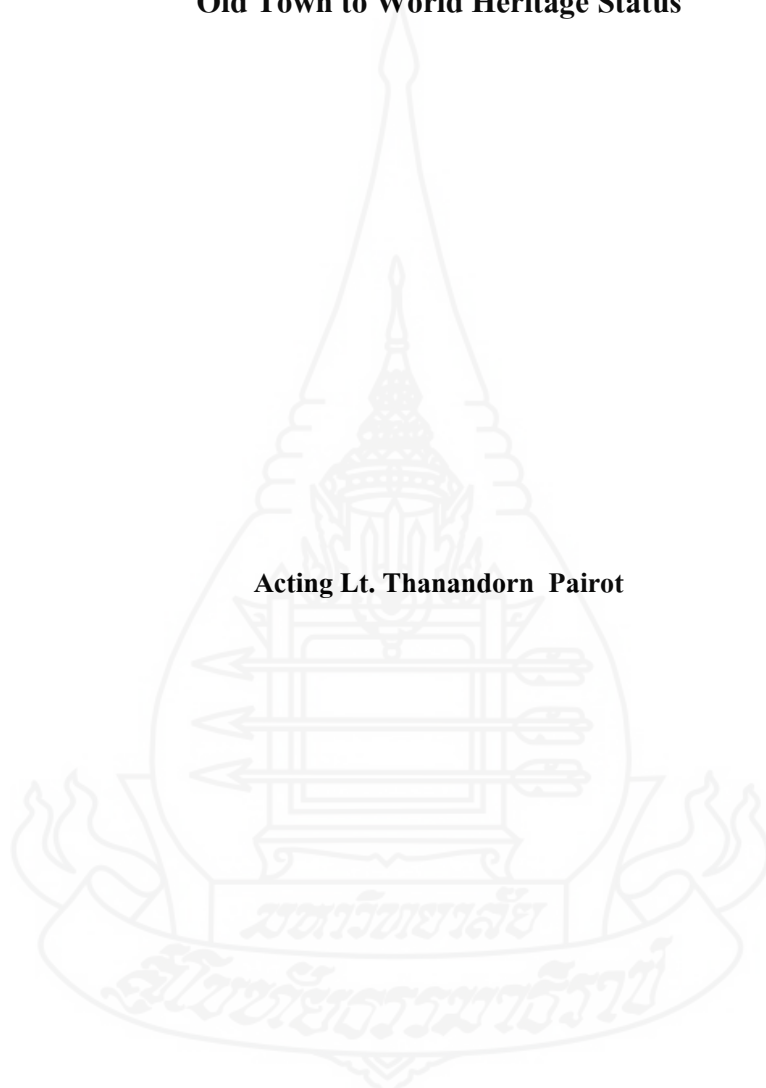 Old Town to World Heritage Status
Acting Lt. Thanandorn Pairot
มหาวิทยาลัย
สุโขทัยธรรมาธิราช